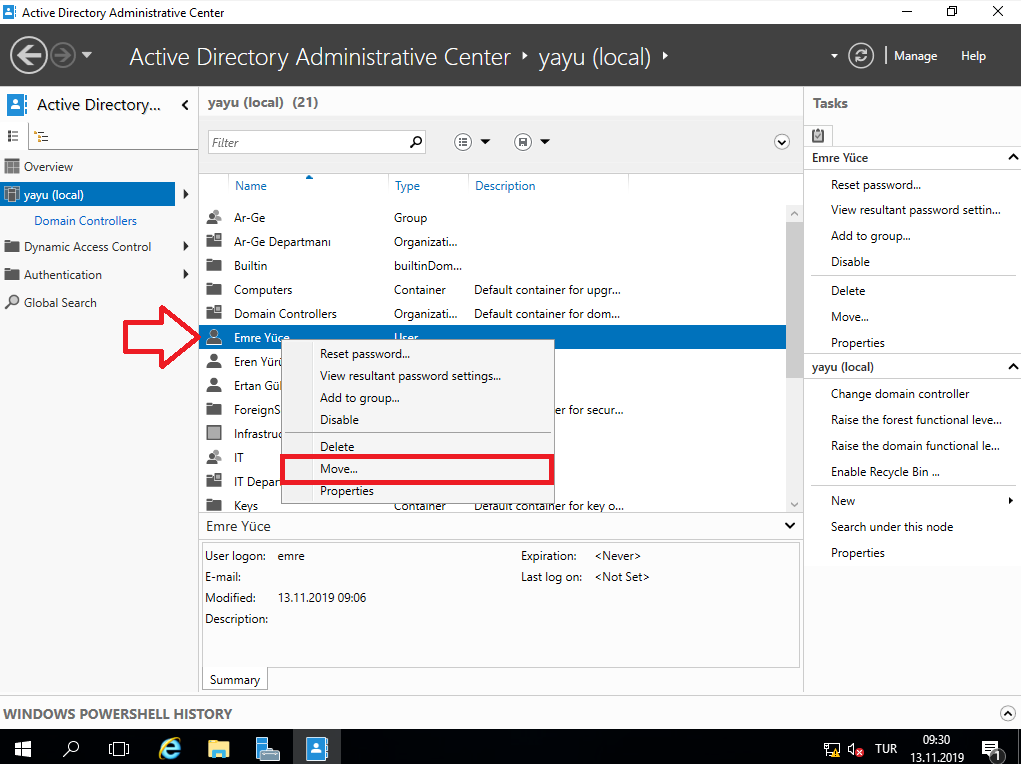 Active Directory Administrative Center
Active Directory Administrative Center yayu (local) Manage Help
Active Directory...
Overview
yayu (local)
Domain Controllers
Dynamic Access Control
Authentication
Global Search
yayu (local) (21)
Filter
Name Type Description
Ar-Ge Group
Ar-Ge Departmanı Organizati...
Builtin builtinDom...
Computers Container Default container for upgr...
Domain Controllers Organizati... Default container for dom...
Emre Yüce User
Eren Yürü
Ertan Gül
ForeignS er for secur...
Infrastruc
IT
IT Depar
Keys Container Default container for key o...
Reset password...
View resultant password settings...
Add to group...
Disable
Delete
Move...
Properties
Emre Yüce
User logon: emre Expiration: <Never>
E-mail: Last log on: <Not Set>
Modified: 13.11.2019 09:06
Description:
Summary
Tasks
Emre Yüce
Reset password...
View resultant password settin...
Add to group...
Disable
Delete
Move...
Properties
yayu (local)
Change domain controller
Raise the forest functional leve...
Raise the domain functional le...
Enable Recycle Bin ...
New
Search under this node
Properties
WINDOWS POWERSHELL HISTORY
TUR 09:30
13.11.2019
1